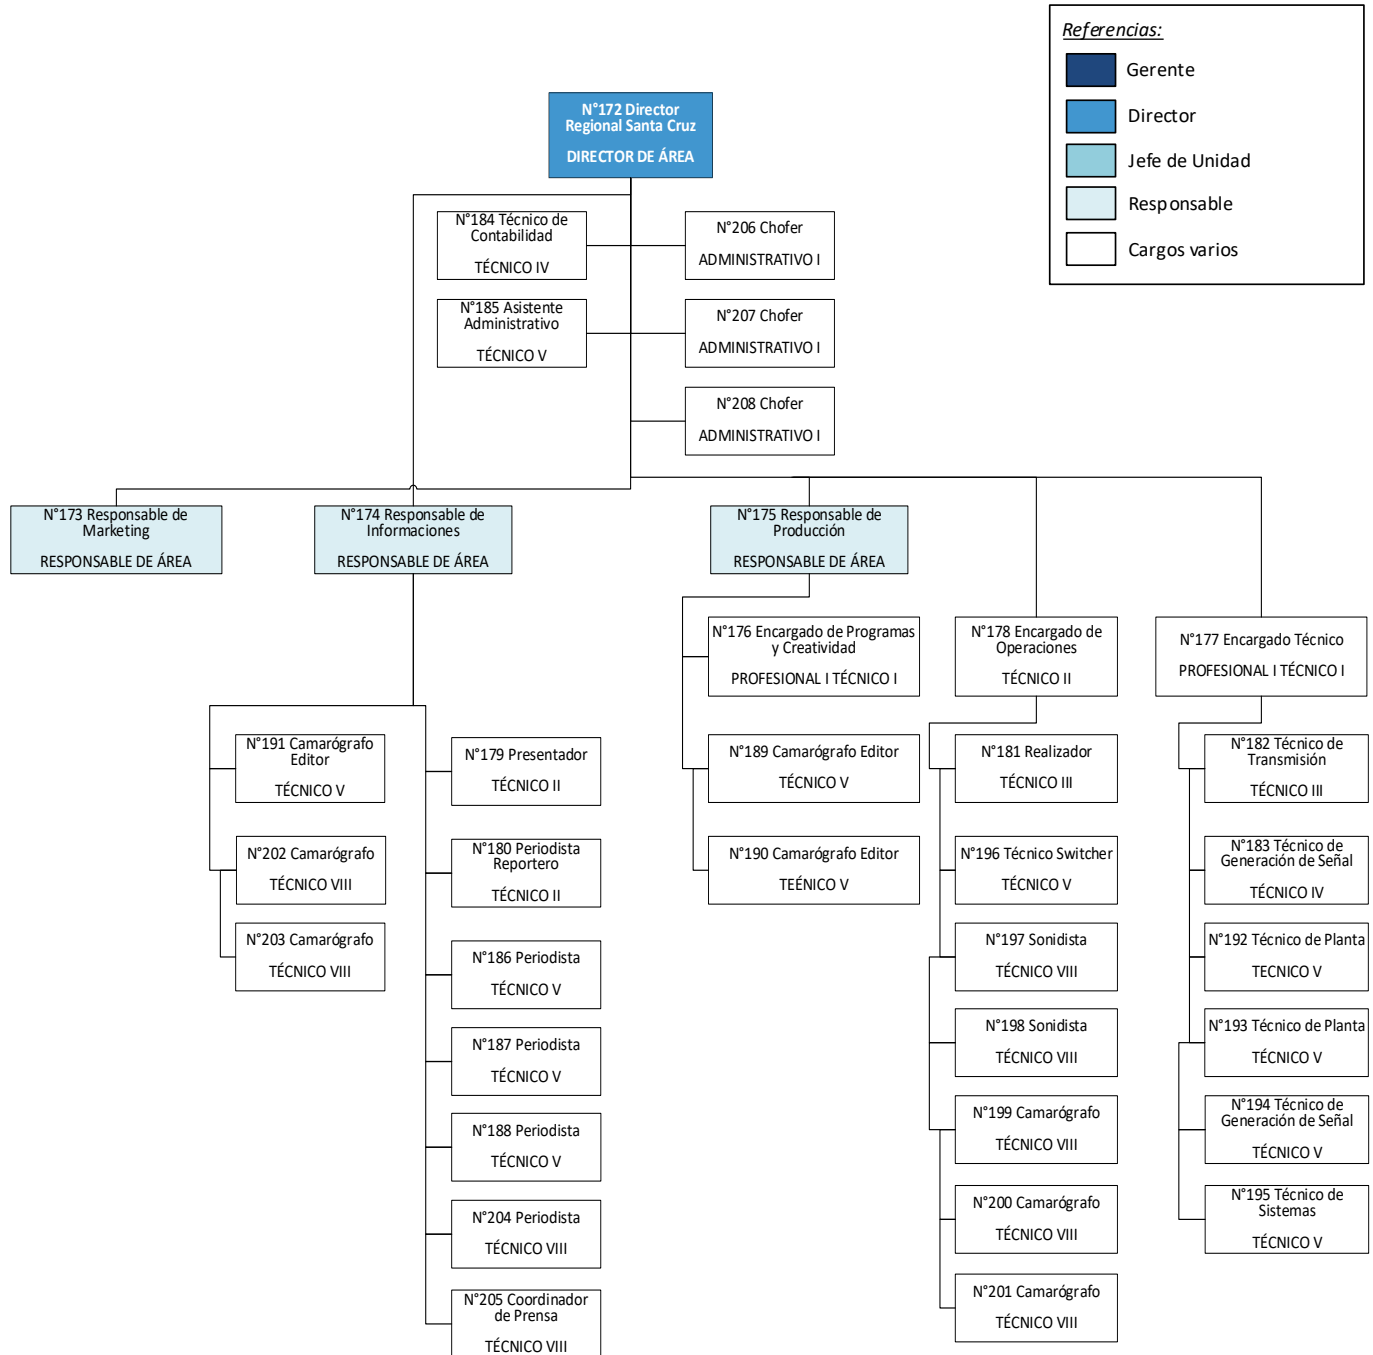 Referencias:
Gerente
Director
Jefe de Unidad
Responsable
Cargos varios
N°172 Director
Regional Santa Cruz
DIRECTOR DE ÁREA
N°184 Técnico de
Contabilidad
TÉCNICO IV
N°206 Chofer
ADMINISTRATIVO I
N°185 Asistente
Administrativo
TÉCNICO V
N°207 Chofer
ADMINISTRATIVO I
N°208 Chofer
ADMINISTRATIVO I
N°173 Responsable de
Marketing
RESPONSABLE DE ÁREA
N°174 Responsable de
Informaciones
RESPONSABLE DE ÁREA
N°175 Responsable de
Producción
RESPONSABLE DE ÁREA
N°176 Encargado de Programas
y Creatividad
PROFESIONAL I TÉCNICO I
N°178 Encargado de
Operaciones
TÉCNICO II
N°177 Encargado Técnico
PROFESIONAL I TÉCNICO I
N°191 Camarógrafo
Editor
TÉCNICO V
N°202 Camarógrafo
TÉCNICO VIII
N°203 Camarógrafo
TÉCNICO VIII
N°179 Presentador
TÉCNICO II
N°180 Periodista
Reportero
TÉCNICO II
N°186 Periodista
TÉCNICO V
N°187 Periodista
TÉCNICO V
N°188 Periodista
TÉCNICO V
N°204 Periodista
TÉCNICO VIII
N°205 Coordinador
de Prensa
TÉCNICO VIII
N°189 Camarógrafo Editor
TÉCNICO V
N°190 Camarógrafo Editor
TEÉNICO V
N°181 Realizador
TÉCNICO III
N°196 Técnico Switcher
TÉCNICO V
N°197 Sonidista
TÉCNICO VIII
N°198 Sonidista
TÉCNICO VIII
N°199 Camarógrafo
TÉCNICO VIII
N°200 Camarógrafo
TÉCNICO VIII
N°201 Camarógrafo
TÉCNICO VIII
N°182 Técnico de
Transmisión
TÉCNICO III
N°183 Técnico de
Generación de Señal
TÉCNICO IV
N°192 Técnico de Planta
TECNICO V
N°193 Técnico de Planta
TÉCNICO V
N°194 Técnico de
Generación de Señal
TÉCNICO V
N°195 Técnico de
Sistemas
TÉCNICO V